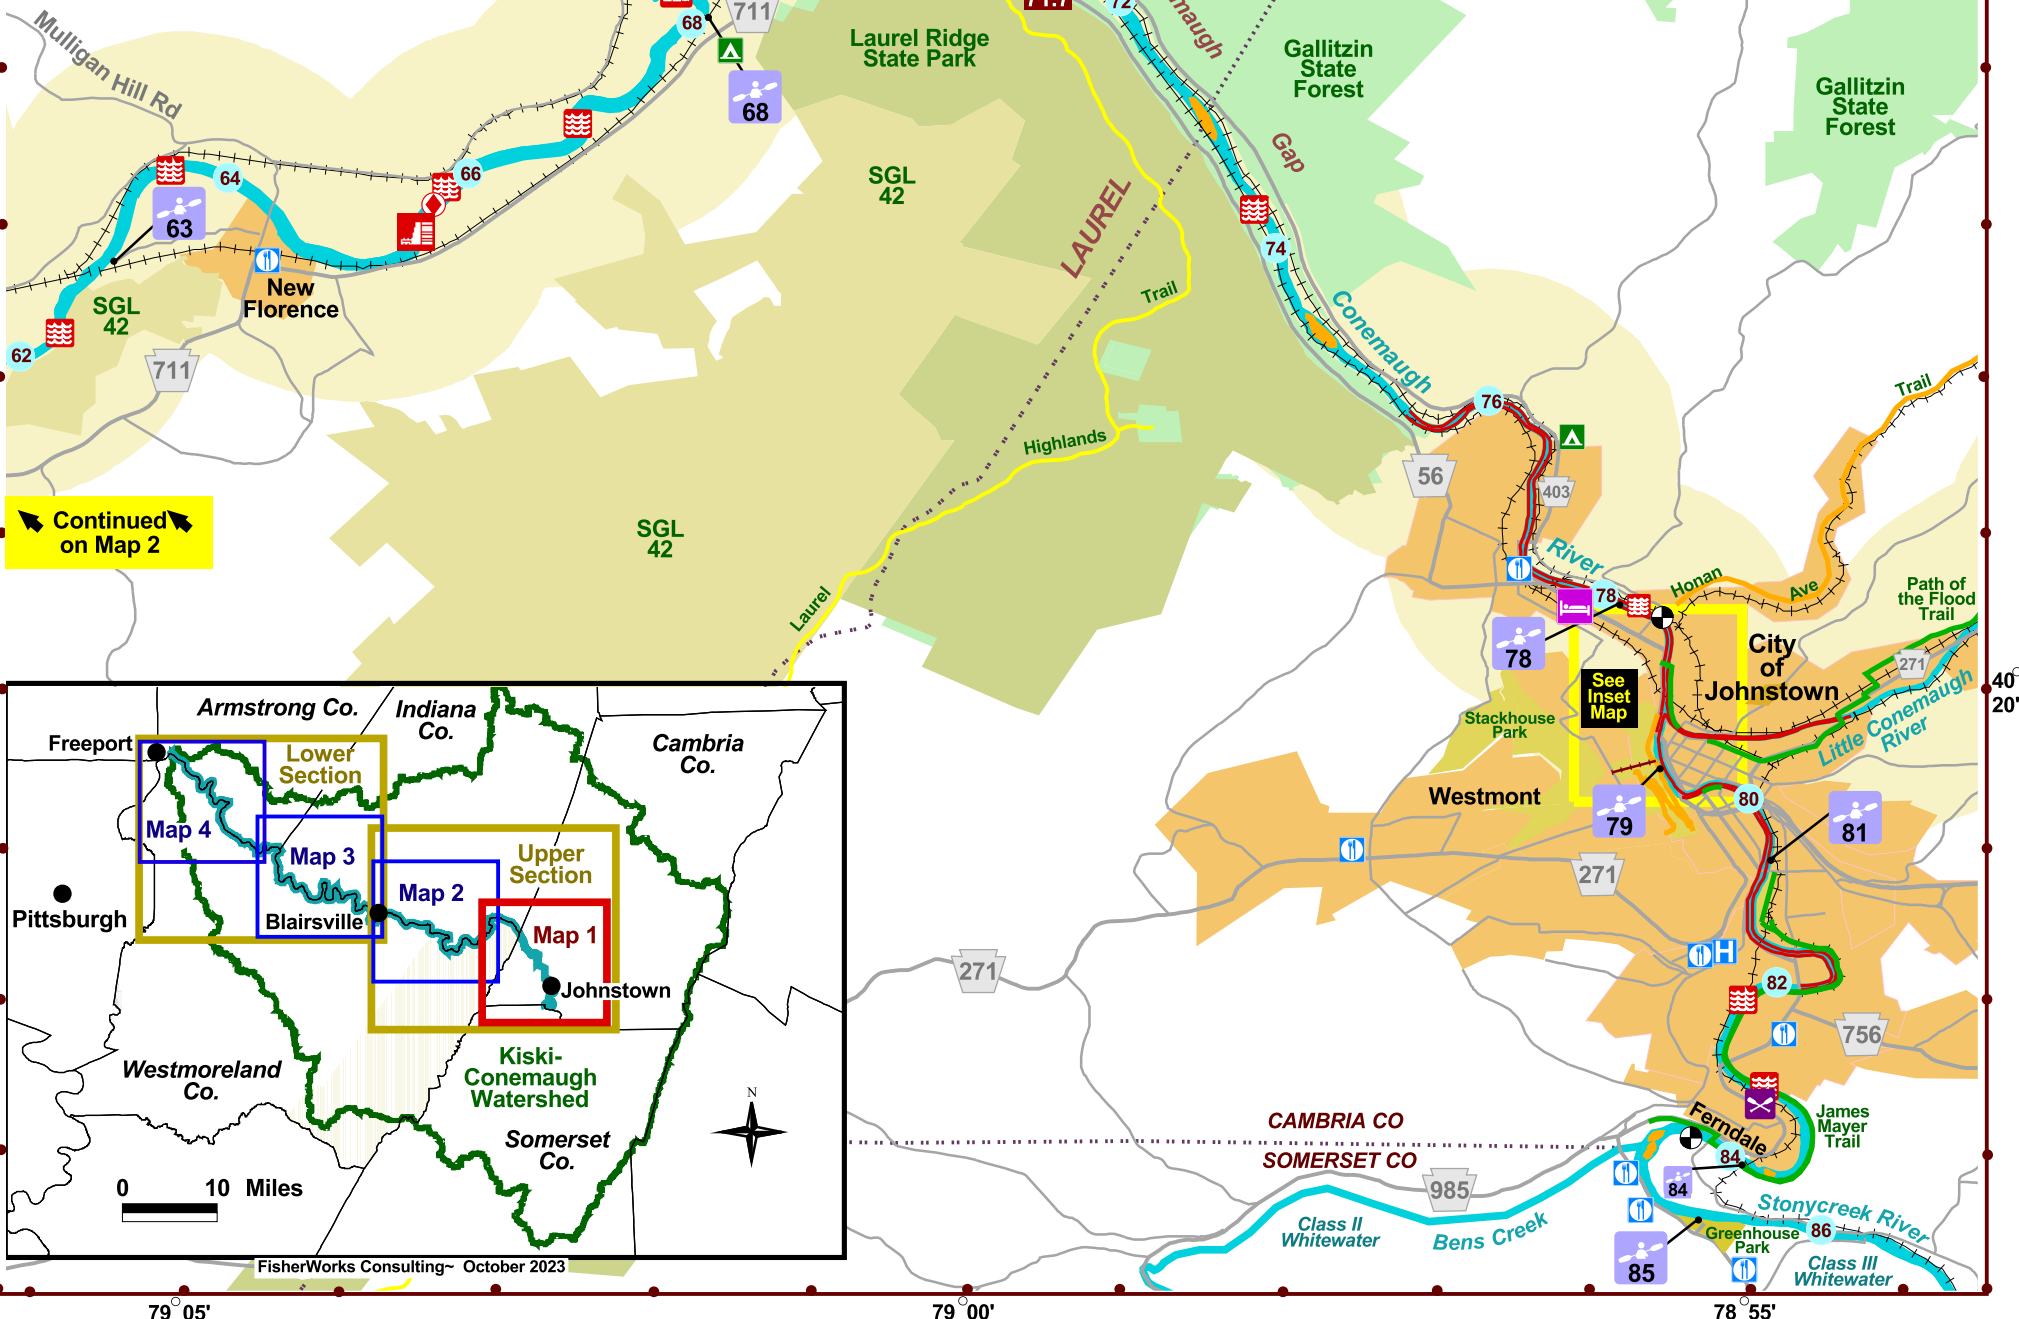 Mulligan Hill Rd
68
711
68
71.7
72
maugh
Gap
Laurel Ridge
State Park
Gallitzin
State
Forest
Gallitzin
State
Forest
SGL
42
LAUREL
66
64
63
New
Florence
SGL
42
62
711
74
Trail
Conemaugh
76
Highlands
Trail
56
403
Continued
on Map 2
SGL
42
Laurel
River
78
Honan
Ave
Path of
the Flood
Trail
78
City
of
Johnstown
271
See
Inset
Map
Stackhouse
Park
Little Conemaugh
River
40°
20'
Westmont
79
80
81
271
271
H
82
756
Armstrong Co.
Indiana
Co.
Cambria
Co.
Freeport
Lower
Section
Map 4
Map 3
Upper
Section
Map 2
Pittsburgh
Blairsville
Map 1
Johnstown
Westmoreland
Co.
Kiski-
Conemaugh
Watershed
Somerset
Co.
N
0 10 Miles
FisherWorks Consulting~ October 2023
CAMBRIA CO
SOMERSET CO
985
Class II
Whitewater
Bens Creek
Ferndale
James
Mayer
Trail
84
84
Stonycreek River
86
Greenhouse
Park
85
Class III
Whitewater
79°05'
79°00'
78°55'